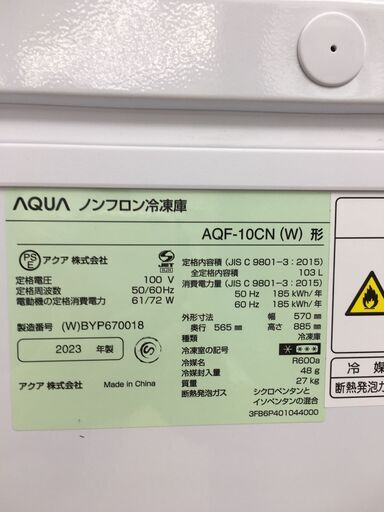 AQUA ノンフロン冷凍庫
AQF-10CN (W) 形
PS E
アクア 株式会社
JET
定格電圧 100 V
定格周波数 50/60Hz
電動機の定格消費電力 61/72 W
製造番号 (W)BYP670018
2023 年製
アクア 株式会社 Made in China
定格内容積 (JIS C 9801-3 : 2015)
全定格内容積 103 L
消費電力量 (JIS C 9801-3 : 2015)
50 Hz 185 kWh/年
60 Hz 185 kWh/年
外形寸法 幅 570 mm
奥行 565 mm 高さ 885 mm
種類 冷凍庫
冷凍室の記号
冷媒名 R600a
冷媒封入量 48 g
質量 27 kg
断熱発泡ガス シクロペンタンと
イソペンタンの混合
3FB6P401044000
冷 媒
断熱発泡ガ